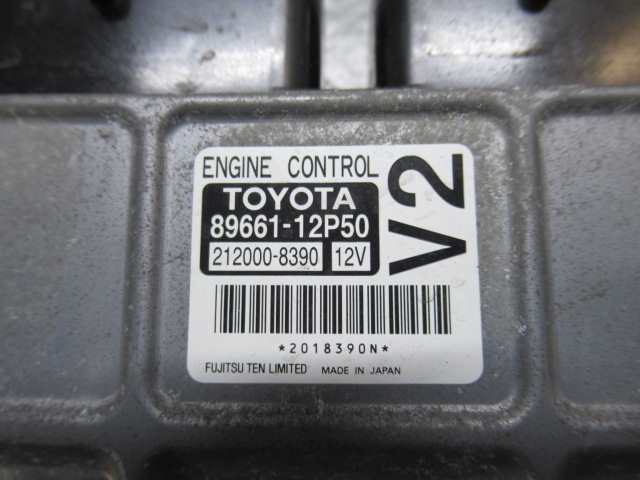 ENGINE CONTROL
TOYOTA
89661-12P50
212000-8390 12V
V2
*2018390N*
FUJITSU TEN LIMITED MADE IN JAPAN